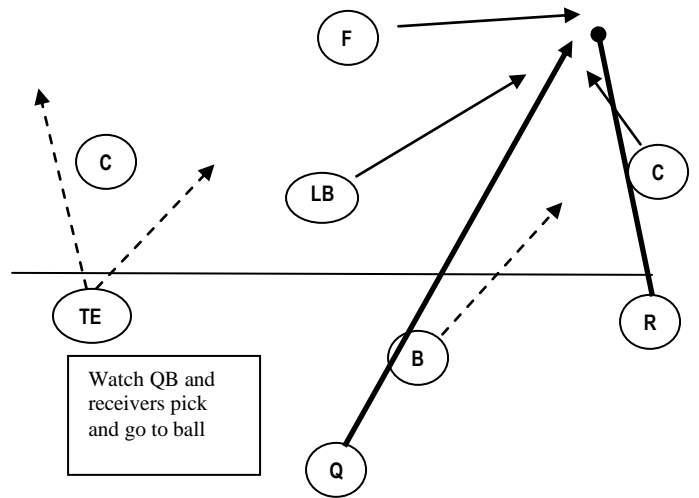 F
C
LB
C
TE
R
B
Watch QB and
receivers pick
and go to ball
Q